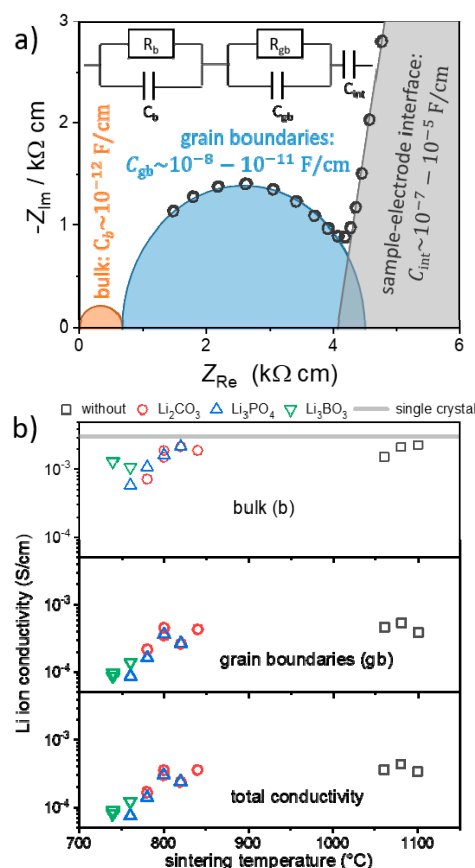 a)
R_b
R_gb
C_b
C_gb
C_int
grain boundaries:
C_gb~10^-8 − 10^-11 F/cm
bulk: C_b~10^-12 F/cm
sample-electrode interface:
C_int~10^-7 − 10^-5 F/cm
-Z_Im / kΩ cm
3
2
1
0
0 2 4 6
Z_Re (kΩ cm)
without Li₂CO₃ Li₃PO₄ Li₃BO₃ single crystal
b)
Li ion conductivity (S/cm)
10^-3
10^-4
bulk (b)
10^-3
10^-4
grain boundaries (gb)
10^-3
10^-4
total conductivity
700 800 900 1000 1100
sintering temperature (°C)